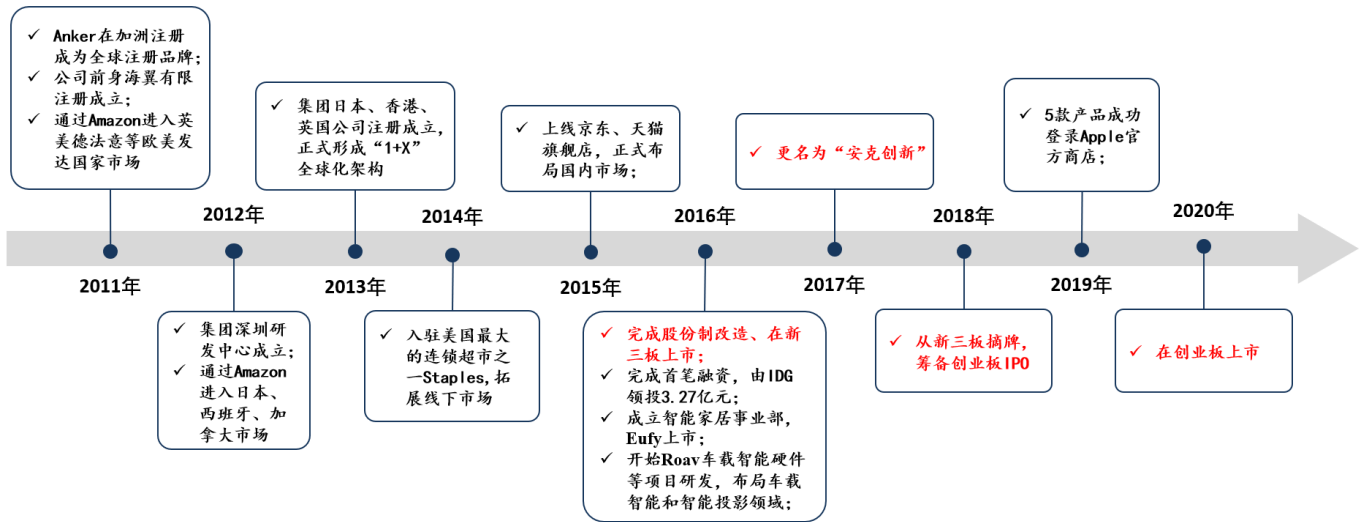 ✓ Anker在加洲注册
成为全球注册品牌；
✓ 公司前身海翼有限
注册成立；
✓ 通过Amazon进入英
美德法意等欧美发
达国家市场
2011年
2012年
✓ 集团深圳研
发中心成立；
✓ 通过Amazon
进入日本、
西班牙、加
拿大市场
✓ 集团日本、香港、
英国公司注册成立，
正式形成“1+X”
全球化架构
2013年
2014年
✓ 入驻美国最大
的连锁超市之
一Staples,拓
展线下市场
✓ 上线京东、天猫
旗舰店，正式布
局国内市场；
2015年
2016年
✓ 完成股份制改造、在新
三板上市；
✓ 完成首笔融资，由IDG
领投3.27亿元；
✓ 成立智能家居事业部，
Eufy上市；
✓ 开始Roav车载智能硬件
等项目研发，布局车载
智能和智能投影领域；
✓ 更名为“安克创新”
2017年
2018年
✓ 从新三板摘牌，
筹备创业板IPO
✓ 5款产品成功
登录Apple官
方商店；
2019年
2020年
✓ 在创业板上市